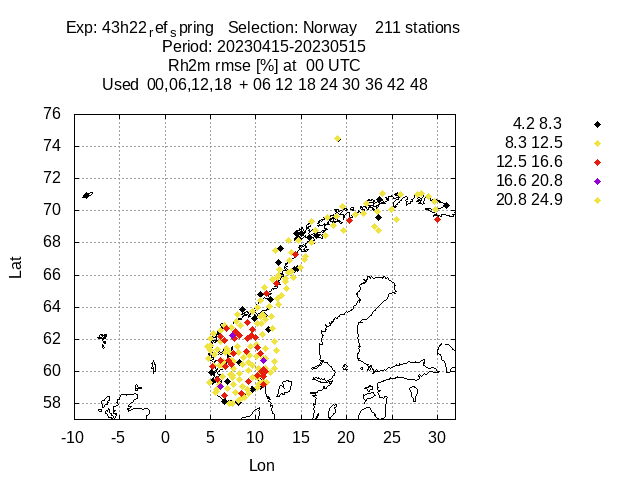 Exp: 43h22_ref_spring   Selection: Norway    211 stations
Period: 20230415-20230515
Rh2m rmse [%] at  00 UTC
Used  00,06,12,18  + 06 12 18 24 30 36 42 48
4.2 8.3
8.3 12.5
12.5 16.6
16.6 20.8
20.8 24.9
76
74
72
70
68
66
64
62
60
58
Lat
-10 -5 0 5 10 15 20 25 30
Lon